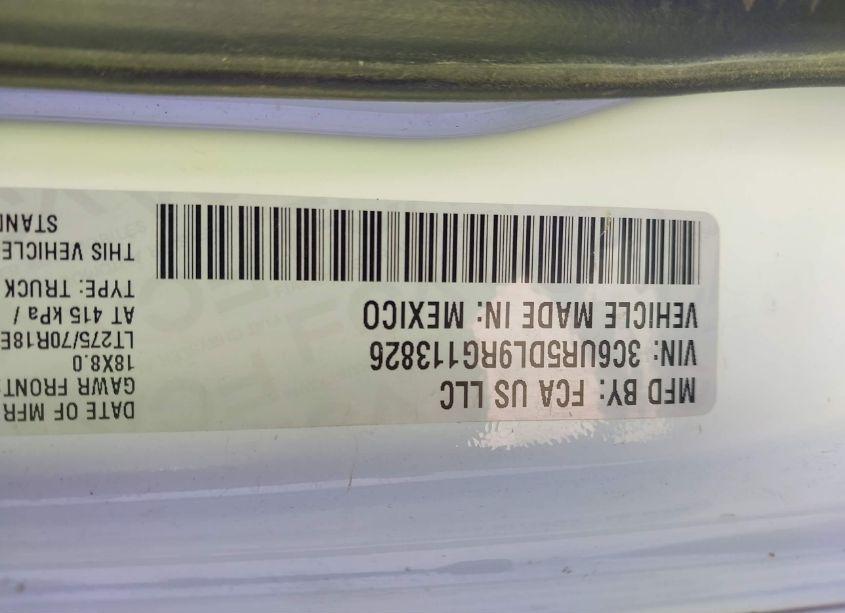 MFD BY: FCA US LLC
VIN: 3C6UR5DL9RG113826
VEHICLE MADE IN: MEXICO
DATE OF MFR
GAWR FRONT
18X8.0
LT275/70R18E
AT 415 kPa /
TYPE: TRUCK
THIS VEHICLE
STAND